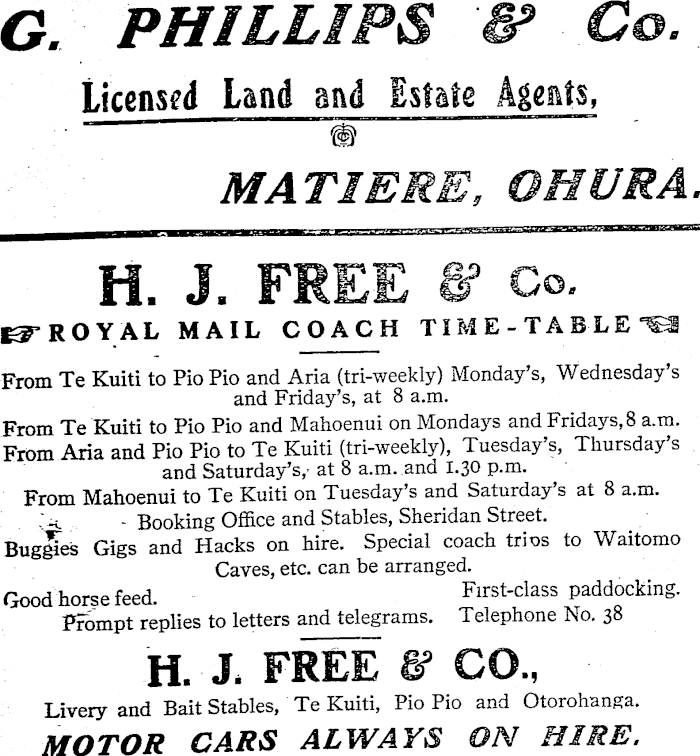 G. PHILLIPS & Co.
Licensed Land and Estate Agents,
MATIERE, OHURA.
H. J. FREE & Co.
ROYAL MAIL COACH TIME-TABLE
From Te Kuiti to Pio Pio and Aria (tri-weekly) Monday's, Wednesday's
and Friday's, at 8 a.m.
From Te Kuiti to Pio Pio and Mahoenui on Mondays and Fridays, 8 a.m.
From Aria and Pio Pio to Te Kuiti (tri-weekly), Tuesday's, Thursday's
and Saturday's, at 8 a.m. and 1.30 p.m.
From Mahoenui to Te Kuiti on Tuesday's and Saturday's at 8 a.m.
Booking Office and Stables, Sheridan Street.
Buggies Gigs and Hacks on hire. Special coach trips to Waitomo
Caves, etc. can be arranged.
Good horse feed. First-class paddocking.
Prompt replies to letters and telegrams. Telephone No. 38
H. J. FREE & CO.,
Livery and Bait Stables, Te Kuiti, Pio Pio and Otorohanga.
MOTOR CARS ALWAYS ON HIRE.